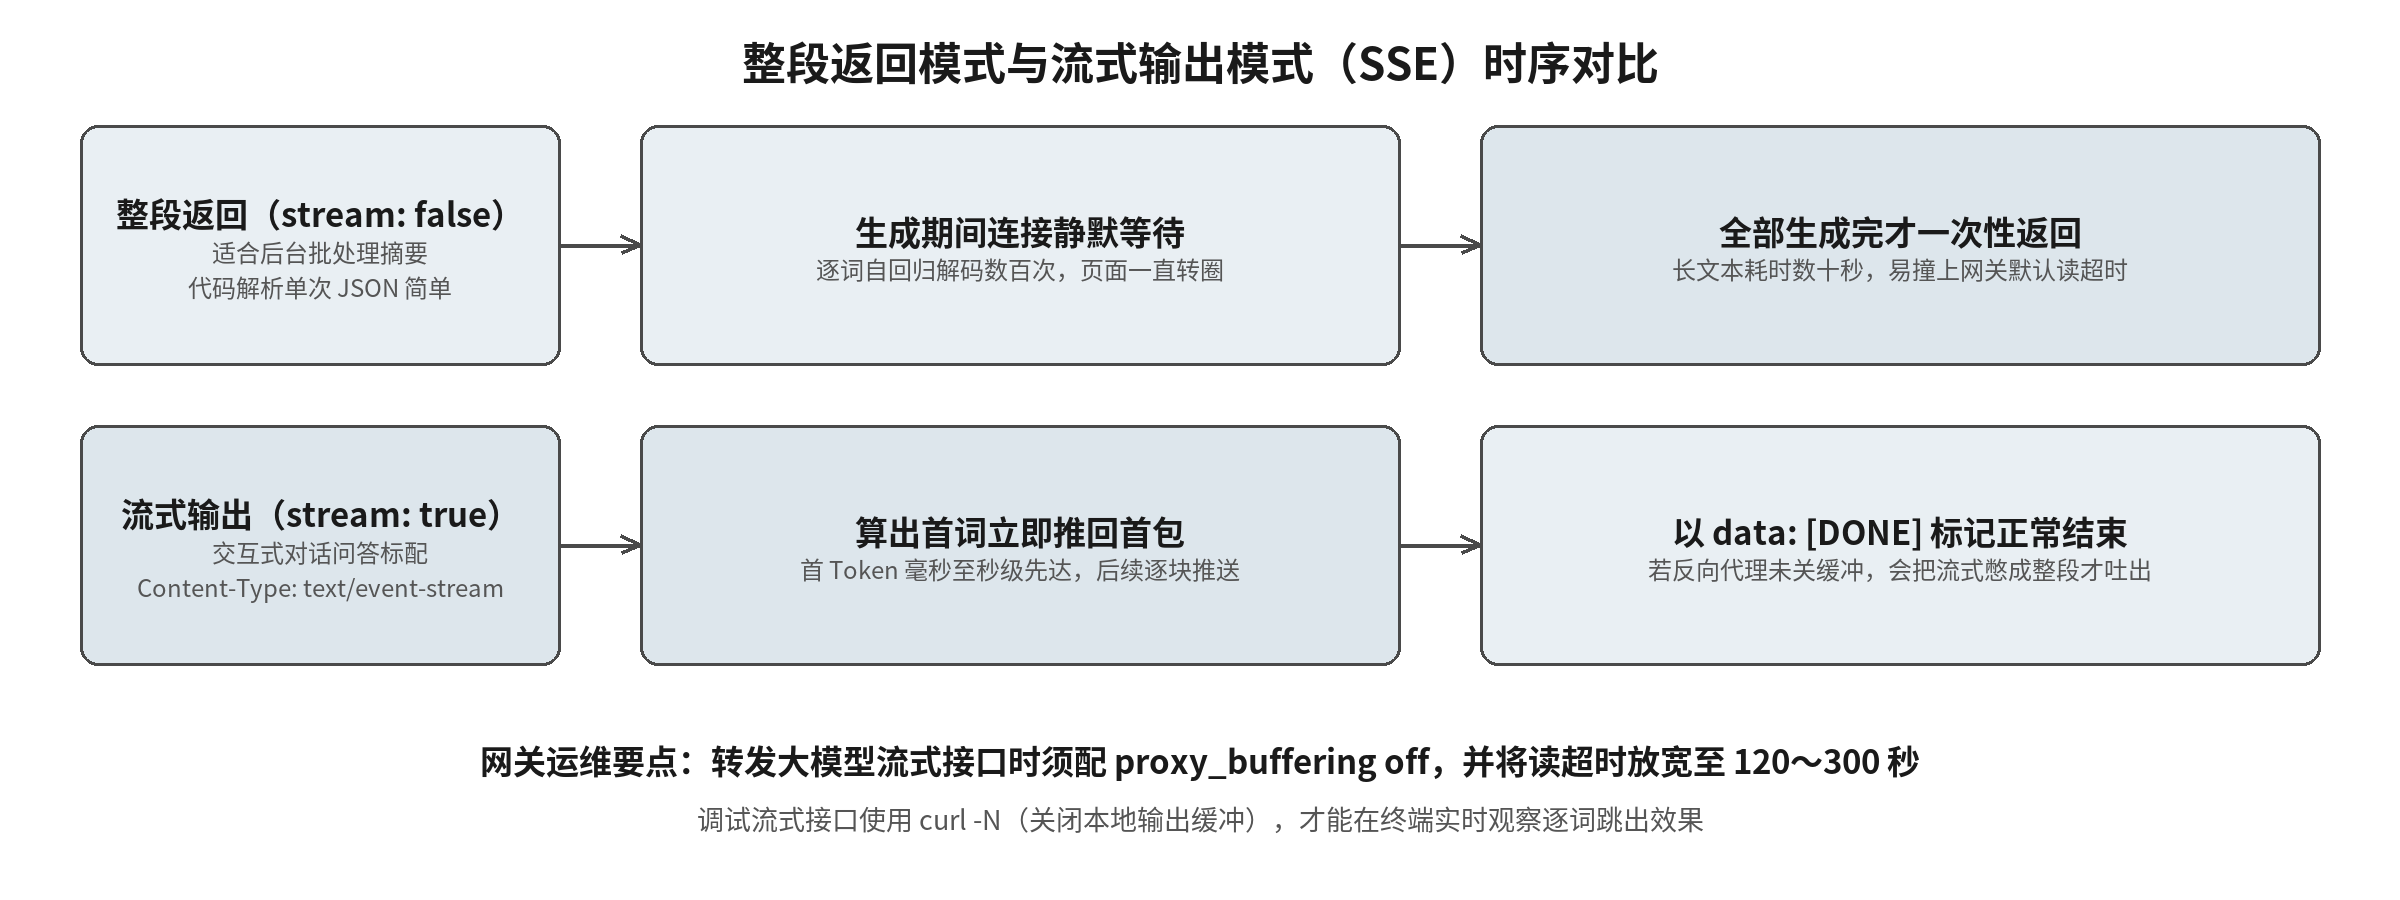 整段返回模式与流式输出模式（SSE）时序对比
整段返回（stream: false）
适合后台批处理摘要
代码解析单次 JSON 简单
生成期间连接静默等待
逐词自回归解码数百次，页面一直转圈
全部生成完才一次性返回
长文本耗时数十秒，易撞上网关默认读超时
流式输出（stream: true）
交互式对话问答标配
Content-Type: text/event-stream
算出首词立即推回首包
首 Token 毫秒至秒级先达，后续逐块推送
以 data: [DONE] 标记正常结束
若反向代理未关缓冲，会把流式憋成整段才吐出
网关运维要点：转发大模型流式接口时须配 proxy_buffering off，并将读超时放宽至 120～300 秒
调试流式接口使用 curl -N（关闭本地输出缓冲），才能在终端实时观察逐词跳出效果